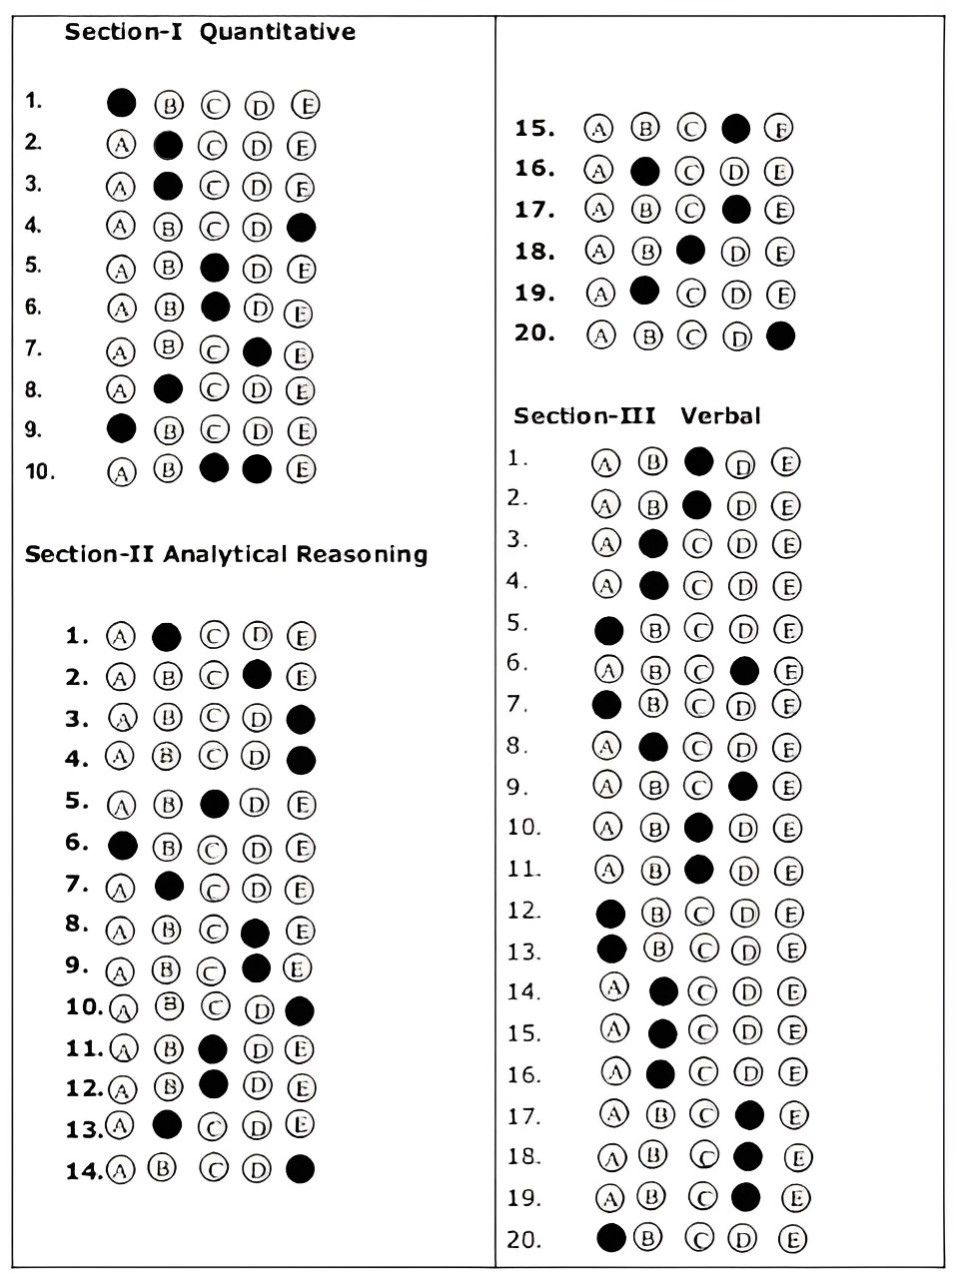 Section-I Quantitative
1. ● B C D E
2. A ● C D E
3. A ● C D E
4. A B C D ●
5. A B ● D E
6. A B ● D E
7. A B C ● E
8. A ● C D E
9. ● B C D E
10. A B ● ● E
Section-II Analytical Reasoning
1. A ● C D E
2. A B C ● E
3. A B C D ●
4. A B C D ●
5. A B ● D E
6. ● B C D E
7. A ● C D E
8. A B C ● E
9. A B C ● E
10. A B C D ●
11. A B ● D E
12. A B ● D E
13. A ● C D E
14. A B C D ●
15. A B C ● E
16. A ● C D E
17. A B C ● E
18. A B ● D E
19. A ● C D E
20. A B C D ●
Section-III Verbal
1. A B ● D E
2. A B ● D E
3. A ● C D E
4. A ● C D E
5. ● B C D E
6. A B C ● E
7. ● B C D E
8. A ● C D E
9. A B C ● E
10. A B ● D E
11. A B ● D E
12. ● B C D E
13. ● B C D E
14. A ● C D E
15. A ● C D E
16. A ● C D E
17. A B C ● E
18. A B C ● E
19. A B C ● E
20. ● B C D E